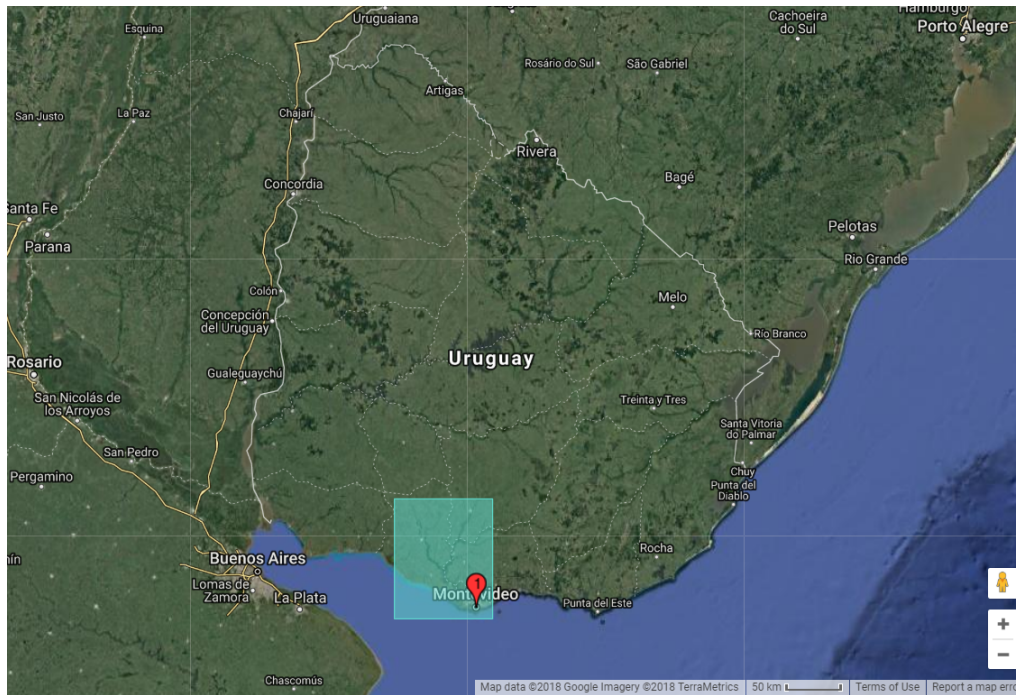 Uruguaiana
Hamburgo
Cachoeira
do Sul
Porto Alegre
Esquina
Rosário do Sul
São Gabriel
Artigas
La Paz
Chajarí
San Justo
Rivera
Bagé
Concordia
Santa Fe
Parana
Pelotas
Rio Grande
Colón
Melo
Concepción
del Uruguay
Río Branco
Uruguay
Rosario
Gualeguaychú
San Nicolás de
los Arroyos
Treinta y Tres
Santa Vitoria
do Palmar
San Pedro
Chuy
Pergamino
Punta del
Diablo
Rocha
Buenos Aires
Lomas de
Zamora
La Plata
1
Montevideo
Punta del Este
Chascomús
Map data ©2018 Google Imagery ©2018 TerraMetrics
50 km
Terms of Use
Report a map erro